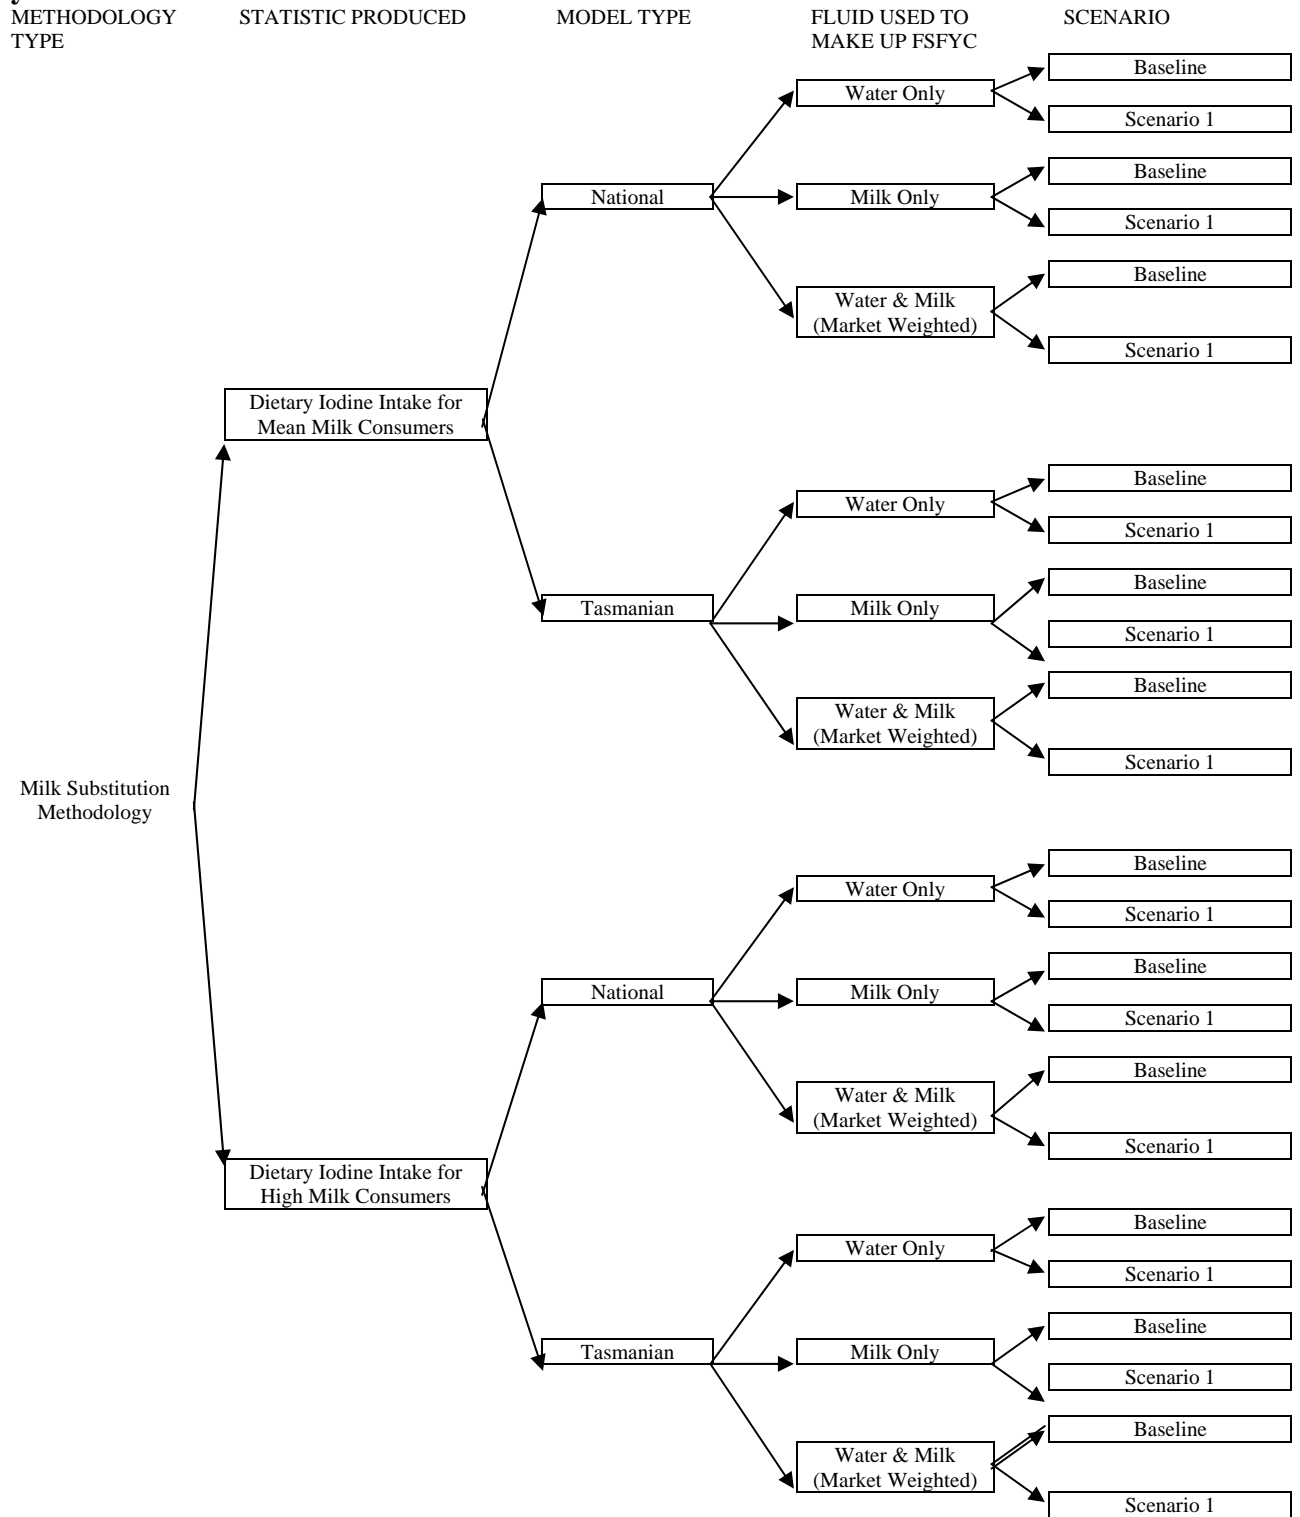 y
METHODOLOGY TYPE
STATISTIC PRODUCED
MODEL TYPE
FLUID USED TO
MAKE UP FSFYC
SCENARIO
Baseline
Water Only
Scenario 1
Baseline
National
Milk Only
Scenario 1
Baseline
Water & Milk
(Market Weighted)
Scenario 1
Dietary Iodine Intake for
Mean Milk Consumers
Baseline
Water Only
Scenario 1
Baseline
Tasmanian
Milk Only
Scenario 1
Baseline
Water & Milk
(Market Weighted)
Scenario 1
Milk Substitution
Methodology
Baseline
Water Only
Scenario 1
Baseline
National
Milk Only
Scenario 1
Baseline
Water & Milk
(Market Weighted)
Scenario 1
Dietary Iodine Intake for
High Milk Consumers
Baseline
Water Only
Scenario 1
Baseline
Tasmanian
Milk Only
Scenario 1
Baseline
Water & Milk
(Market Weighted)
Scenario 1